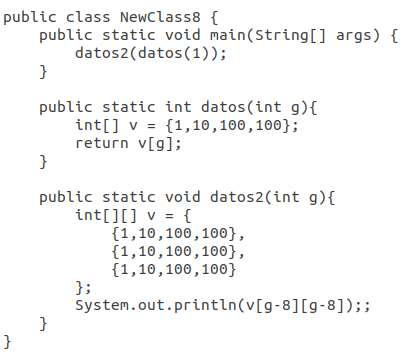 public class NewClass8 {
    public static void main(String[] args) {
        datos2(datos(1));
    }

    public static int datos(int g){
        int[] v = {1,10,100,100};
        return v[g];
    }

    public static void datos2(int g){
        int[][] v = {
            {1,10,100,100},
            {1,10,100,100},
            {1,10,100,100}
        };
        System.out.println(v[g-8][g-8]);;
    }
}